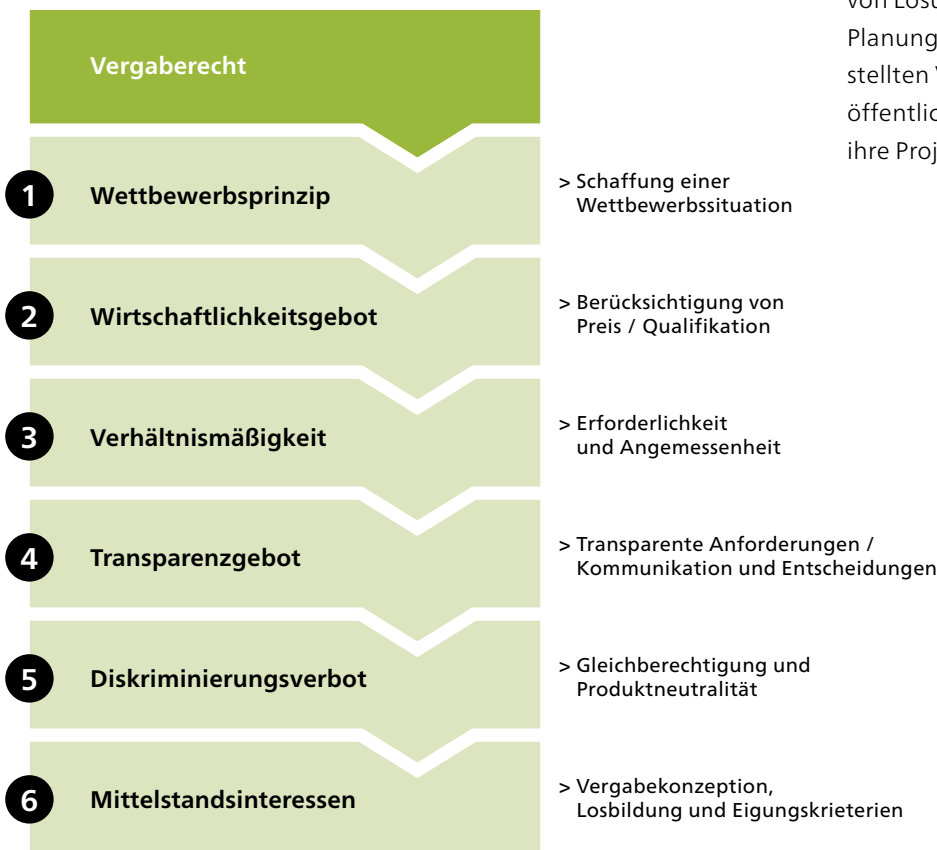 Vergaberecht
1
Wettbewerbsprinzip
> Schaffung einer
Wettbewerbssituation
2
Wirtschaftlichkeitsgebot
> Berücksichtigung von
Preis / Qualifikation
3
Verhältnismäßigkeit
> Erforderlichkeit
und Angemessenheit
4
Transparenzgebot
> Transparente Anforderungen /
Kommunikation und Entscheidungen
5
Diskriminierungsverbot
> Gleichberechtigung und
Produktneutralität
6
Mittelstandsinteressen
> Vergabekonzeption,
Losbildung und Eigungskrieterien
Planung
stellten
ihre